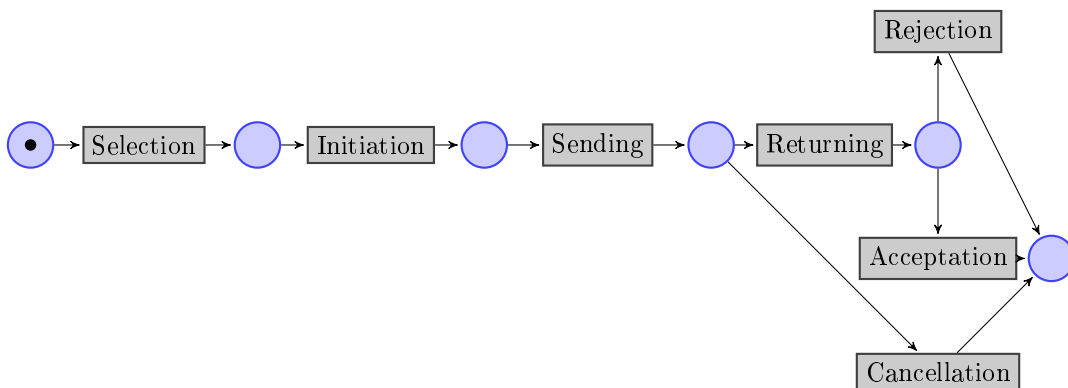 Rejection
Selection
Initiation
Sending
Returning
Acceptation
Cancellation